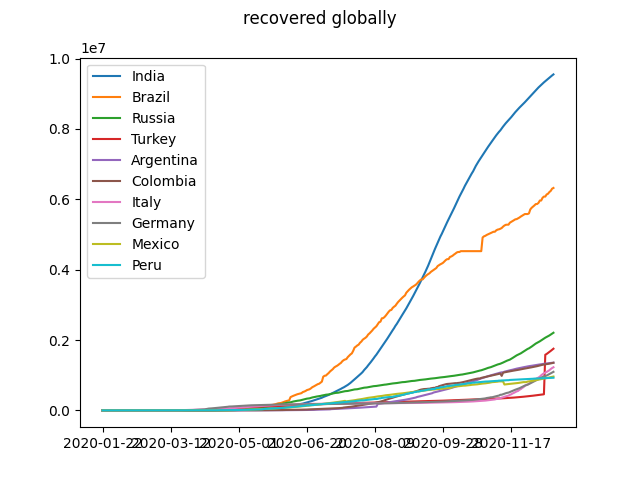 recovered globally
1e7
1.0
0.8
0.6
0.4
0.2
0.0
India
Brazil
Russia
Turkey
Argentina
Colombia
Italy
Germany
Mexico
Peru
2020-01-22 2020-03-12 2020-05-01 2020-06-20 2020-08-09 2020-09-28 2020-11-17